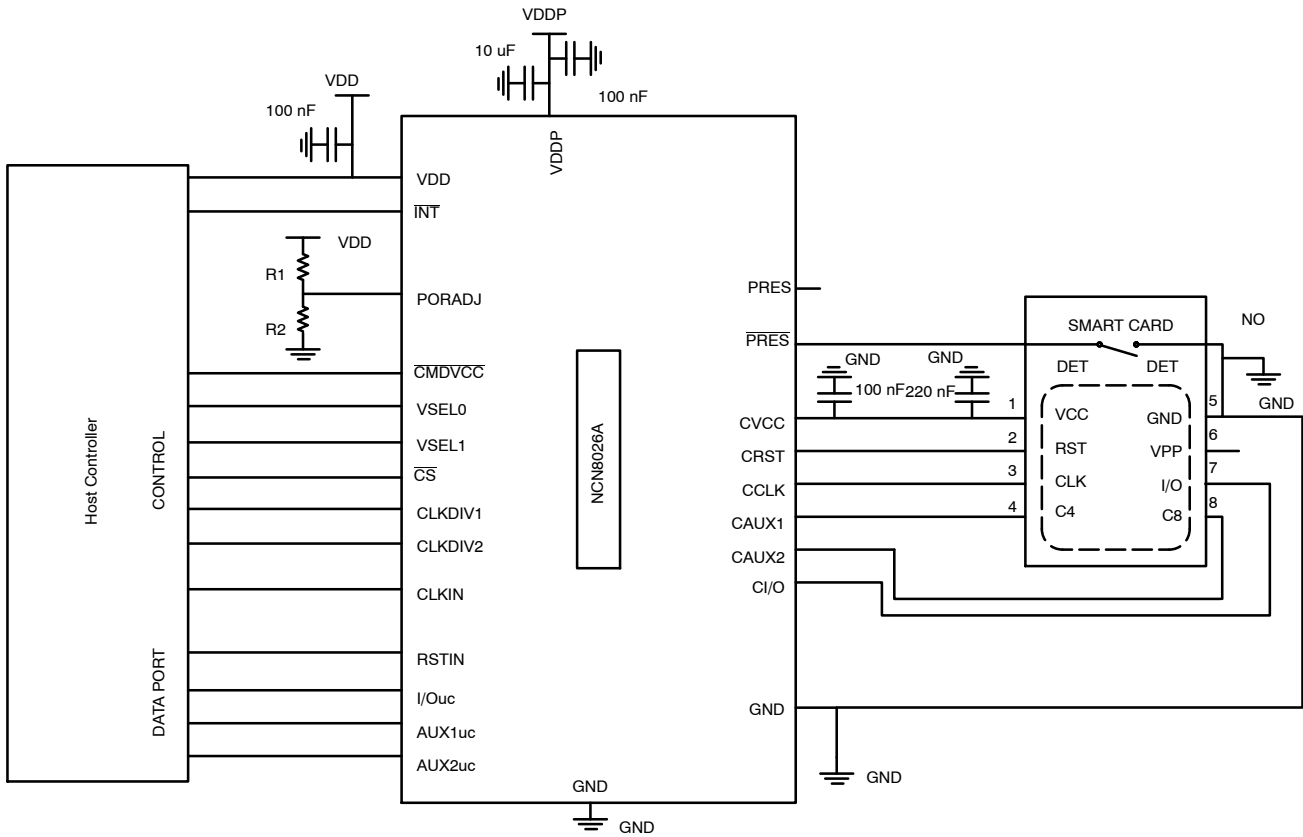 VDDP
10 uF
100 nF
VDD
100 nF
VDDP
VDD
INT
VDD
R1
R2
PORADJ
Host Controller
CONTROL
CMDVCC
VSEL0
VSEL1
CS
CLKDIV1
CLKDIV2
CLKIN
DATA PORT
RSTIN
I/Ouc
AUX1uc
AUX2uc
NCN8026A
GND
GND
PRES
PRES
CVCC
CRST
CCLK
CAUX1
CAUX2
CI/O
GND
GND
GND
100 nF
GND
220 nF
SMART CARD
DET
DET
NO
GND
1
2
3
4
VCC
RST
CLK
C4
GND
VPP
I/O
C8
5
6
7
8